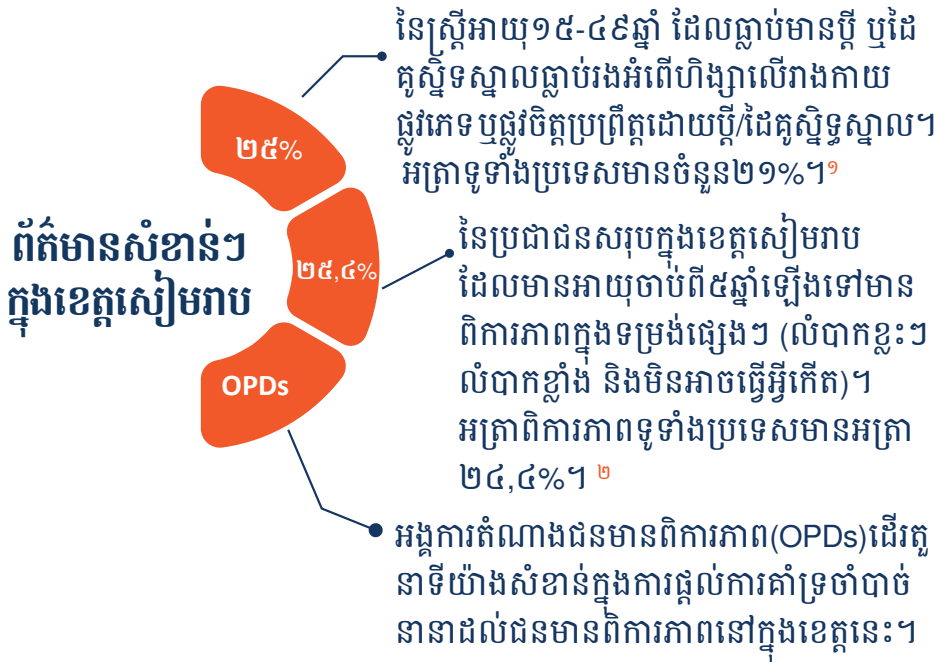 ព័ត៌មានសំខាន់ៗ
ក្នុងខេត្តសៀមរាប
២៥%
នៃស្ត្រីអាយុ១៥-៤៩ឆ្នាំ ដែលធ្លាប់មានប្តី ឬដៃ
គូស្និទស្នាលធ្លាប់រងអំពើហិង្សាលើរាងកាយ
ផ្លូវភេទ ឬផ្លូវចិត្តប្រព្រឹត្តដោយប្តី/ដៃគូស្និទ្ធស្នាល។
អត្រាទូទាំងប្រទេសមានចំនួន២១%។១
២៥,៤%
នៃប្រជាជនសរុបក្នុងខេត្តសៀមរាប
ដែលមានអាយុចាប់ពី៥ឆ្នាំឡើងទៅមាន
ពិការភាពក្នុងទម្រង់ផ្សេងៗ (លំបាកខ្លះៗ
លំបាកខ្លាំង និងមិនអាចធ្វើអ្វីកើត)។
អត្រាពិការភាពទូទាំងប្រទេសមានអត្រា
២៤,៤%។ ២
OPDs
អង្គការតំណាងជនមានពិការភាព(OPDs)ដើរតួ
នាទីយ៉ាងសំខាន់ក្នុងការផ្តល់ការគាំទ្រចាំបាច់
នានាដល់ជនមានពិការភាពនៅក្នុងខេត្តនេះ។